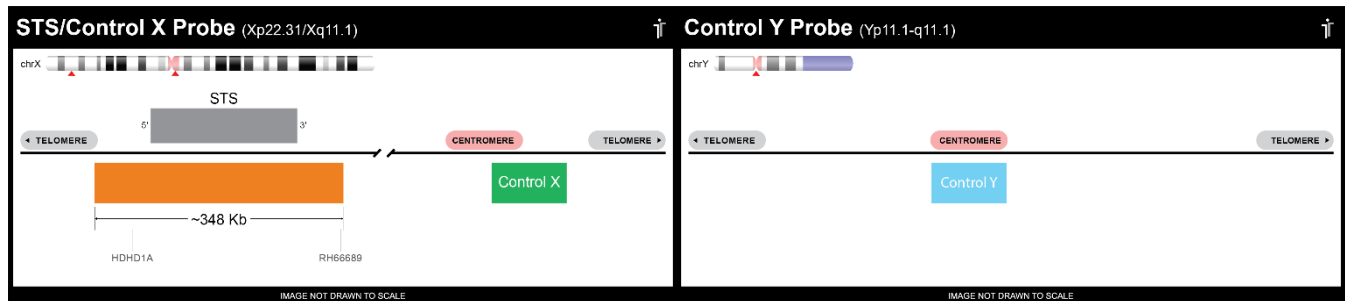 STS/Control X Probe (Xp22.31/Xq11.1)
chrX
STS
5' 3'
◄ TELOMERE CENTROMERE TELOMERE ►
Control X
~348 Kb
HDHD1A RH66689
IMAGE NOT DRAWN TO SCALE
Control Y Probe (Yp11.1-q11.1)
chrY
◄ TELOMERE CENTROMERE TELOMERE ►
Control Y
IMAGE NOT DRAWN TO SCALE